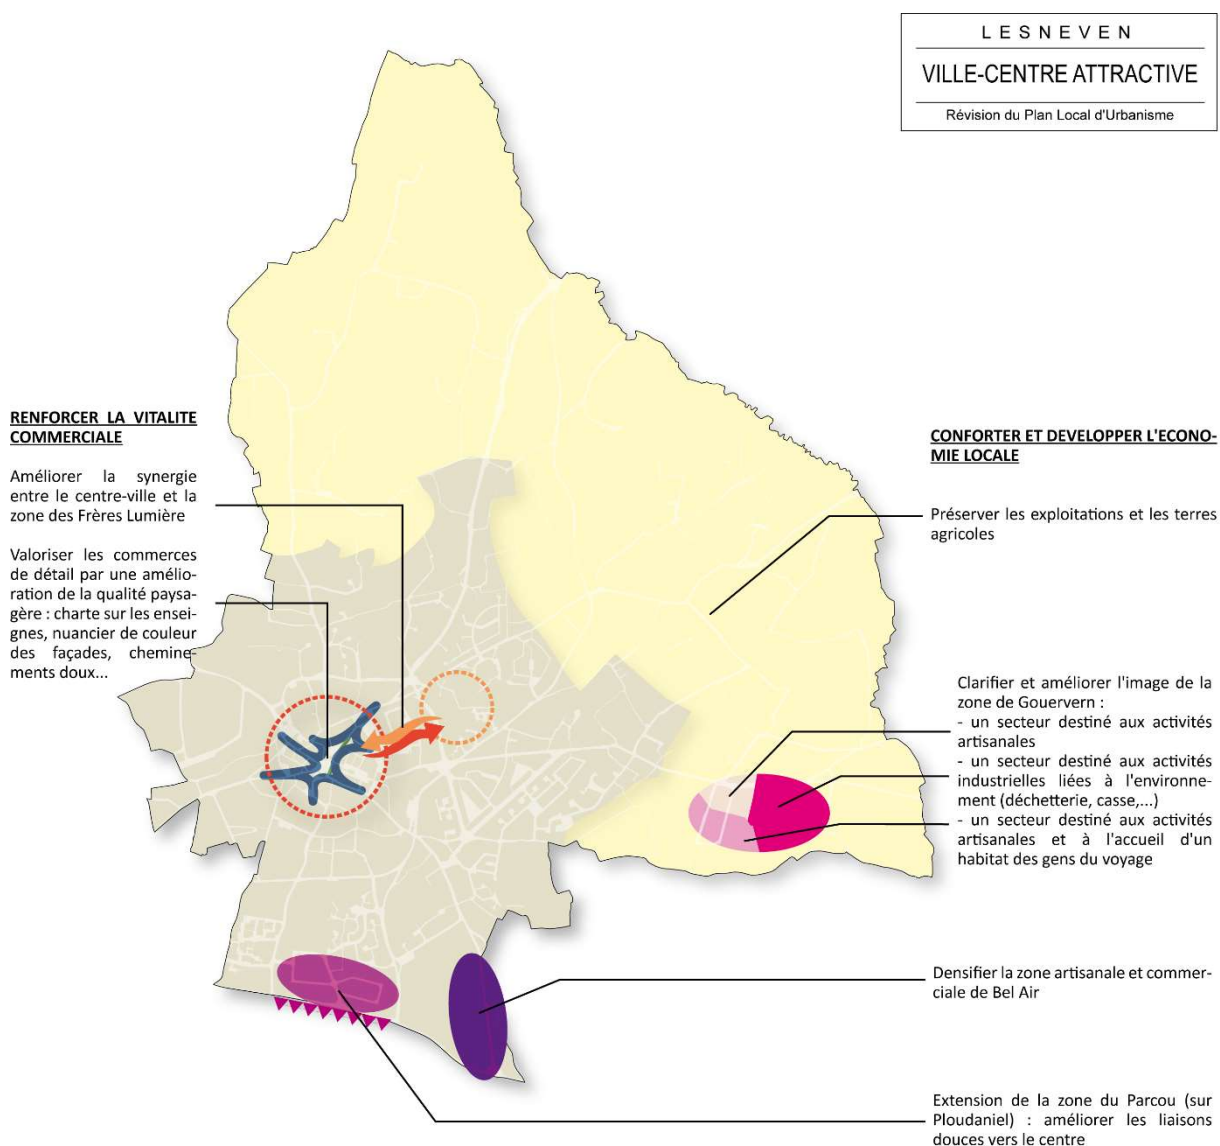 LESNEVEN
VILLE-CENTRE ATTRACTIVE
Révision du Plan Local d'Urbanisme
RENFORCER LA VITALITE
COMMERCIALE
Améliorer la synergie
entre le centre-ville et la
zone des Frères Lumière
Valoriser les commerces
de détail par une amélio-
ration de la qualité paysa-
gère : charte sur les ensei-
gnes, nuancier de couleur
des façades, chemine-
ments doux...
CONFORTER ET DEVELOPPER L'ECONO-
MIE LOCALE
Préserver les exploitations et les terres
agricoles
Clarifier et améliorer l'image de la
zone de Gouervern :
- un secteur destiné aux activités
artisanales
- un secteur destiné aux activités
industrielles liées à l'environne-
ment (déchetterie, casse,...)
- un secteur destiné aux activités
artisanales et à l'accueil d'un
habitat des gens du voyage
Densifier la zone artisanale et commer-
ciale de Bel Air
Extension de la zone du Parcou (sur
Ploudaniel) : améliorer les liaisons
douces vers le centre